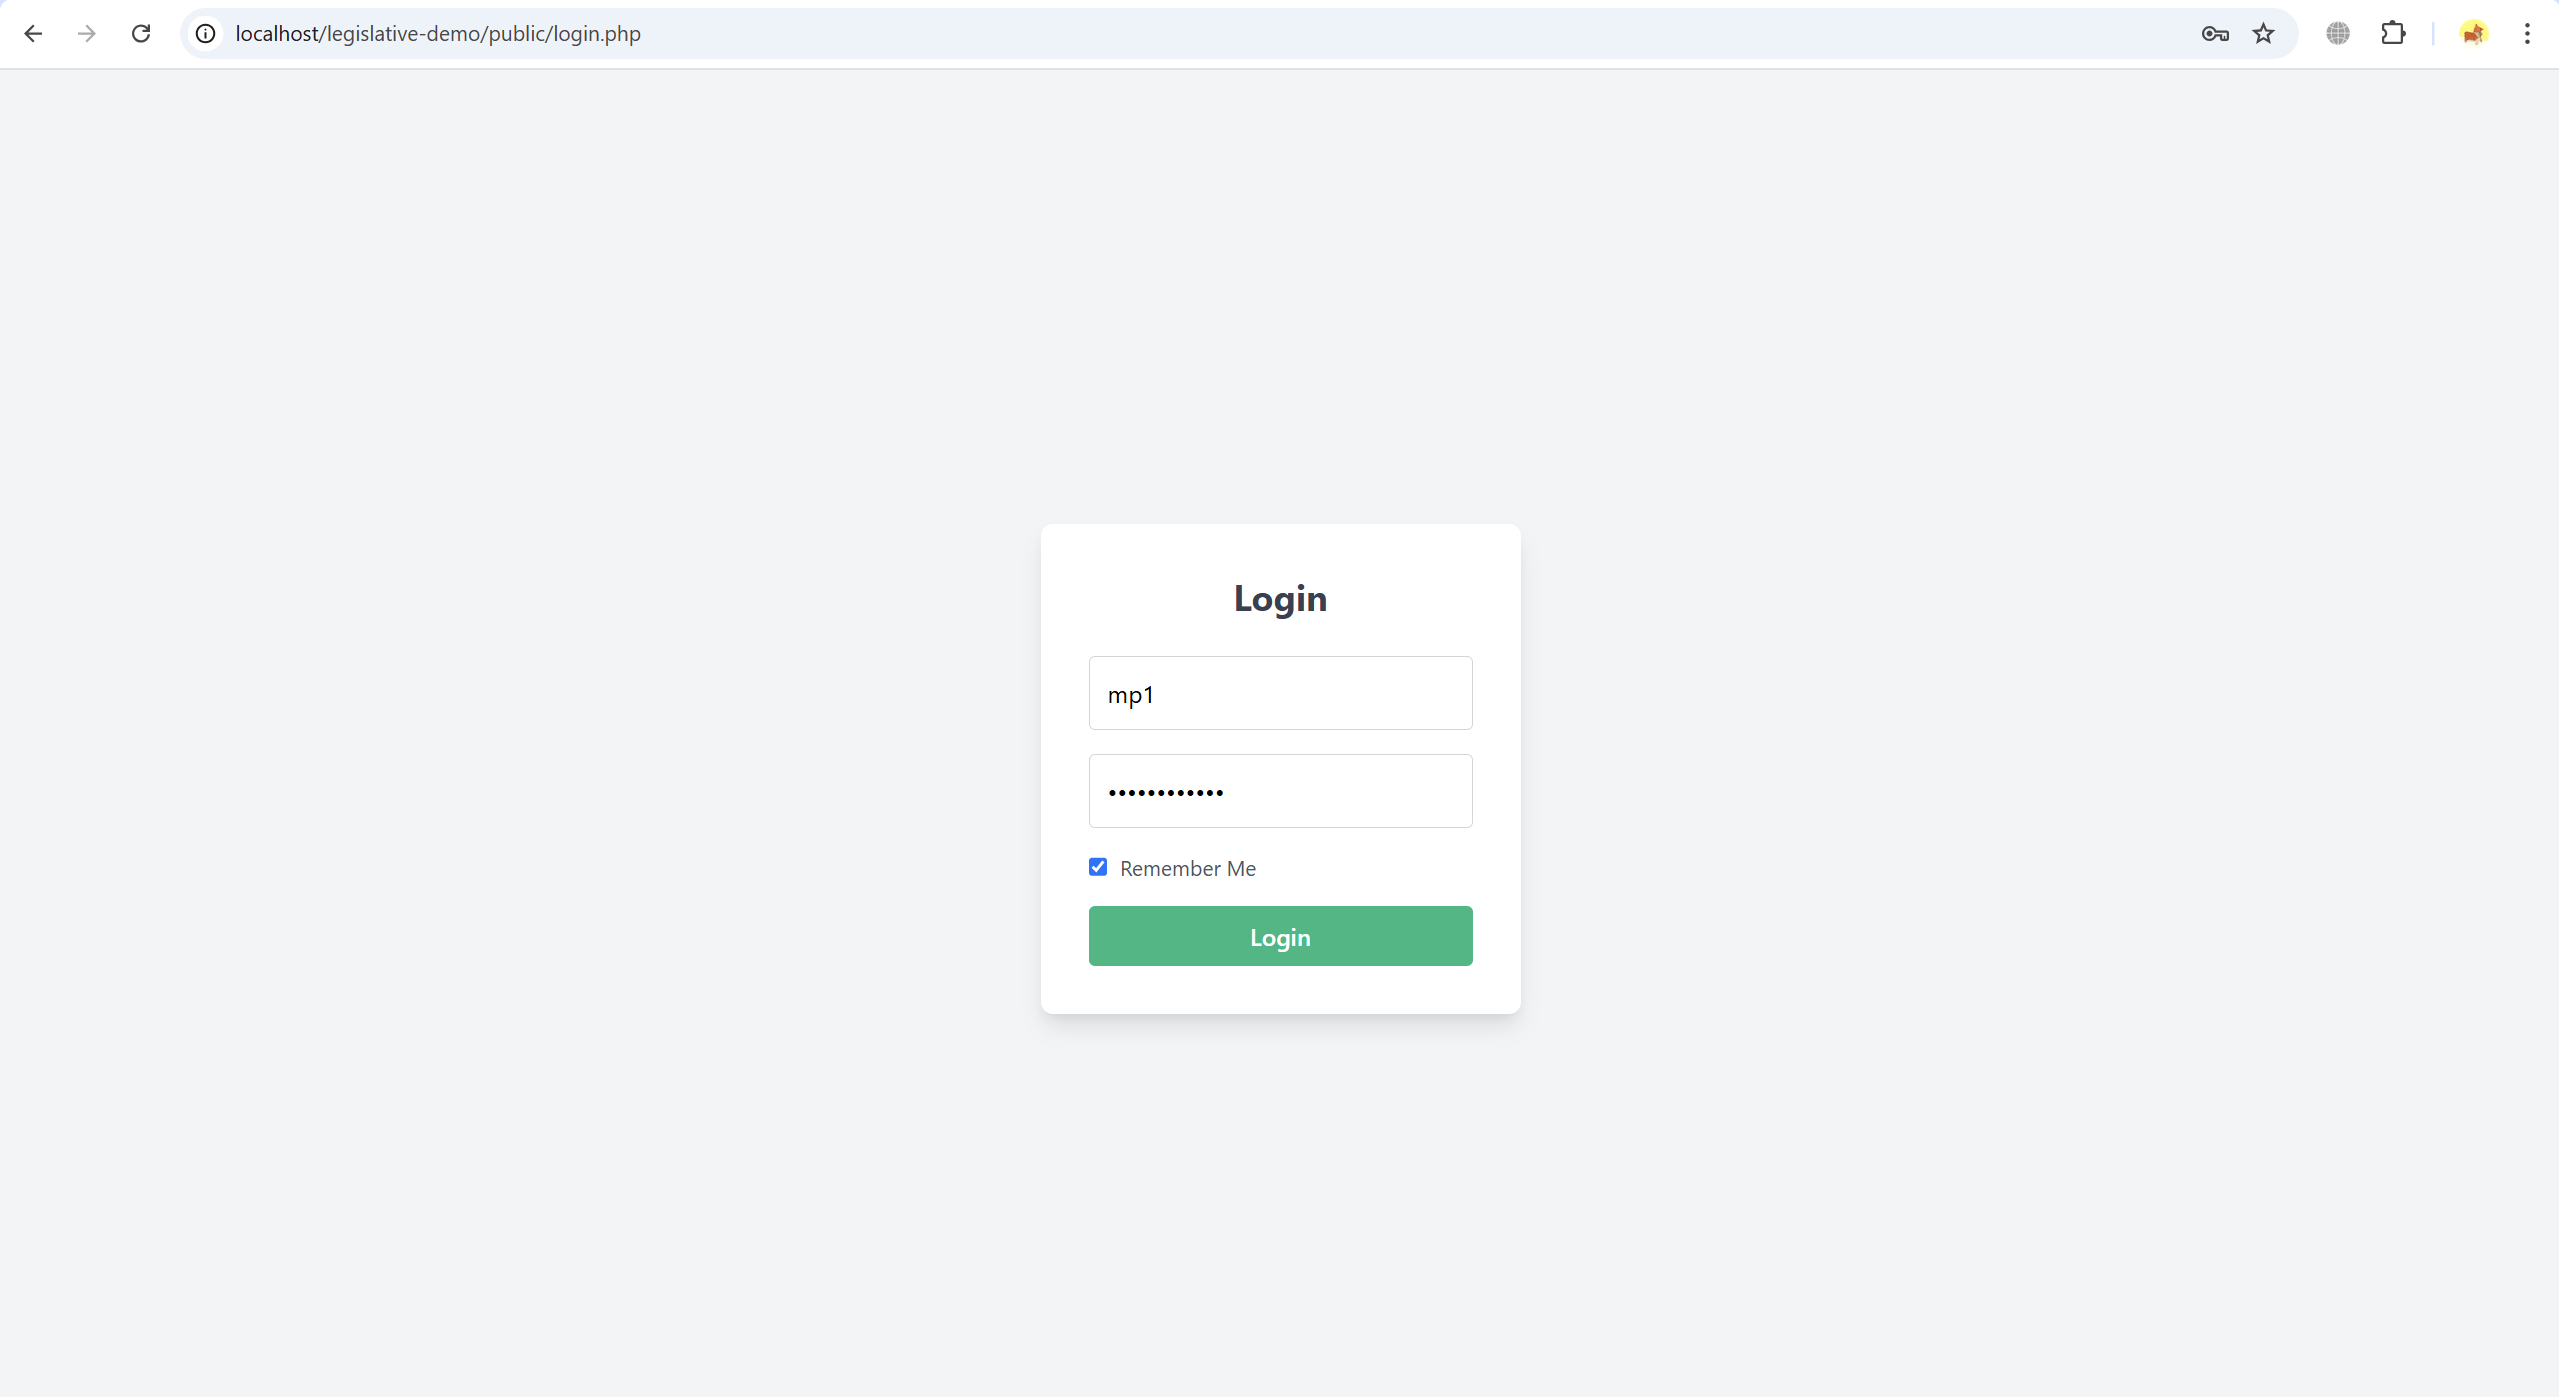 localhost/legislative-demo/public/login.php
Login
mp1
••••••••••••
Remember Me
Login